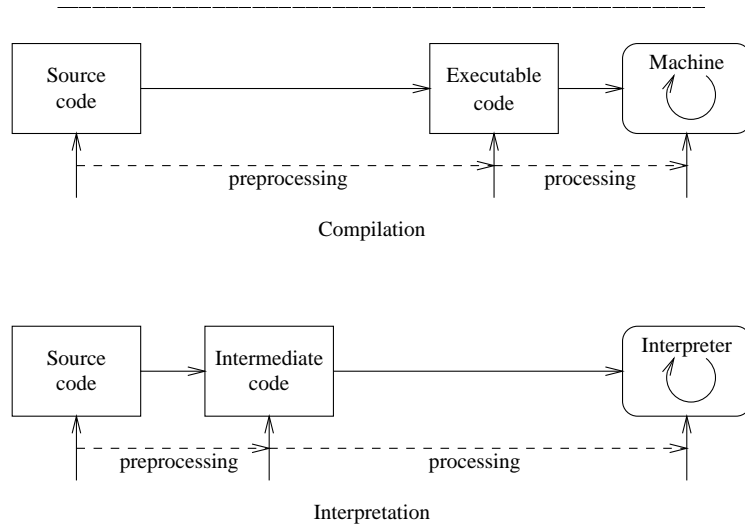 Source
code
Executable
code
Machine
preprocessing
processing
Compilation
Source
code
Intermediate
code
Interpreter
preprocessing
processing
Interpretation